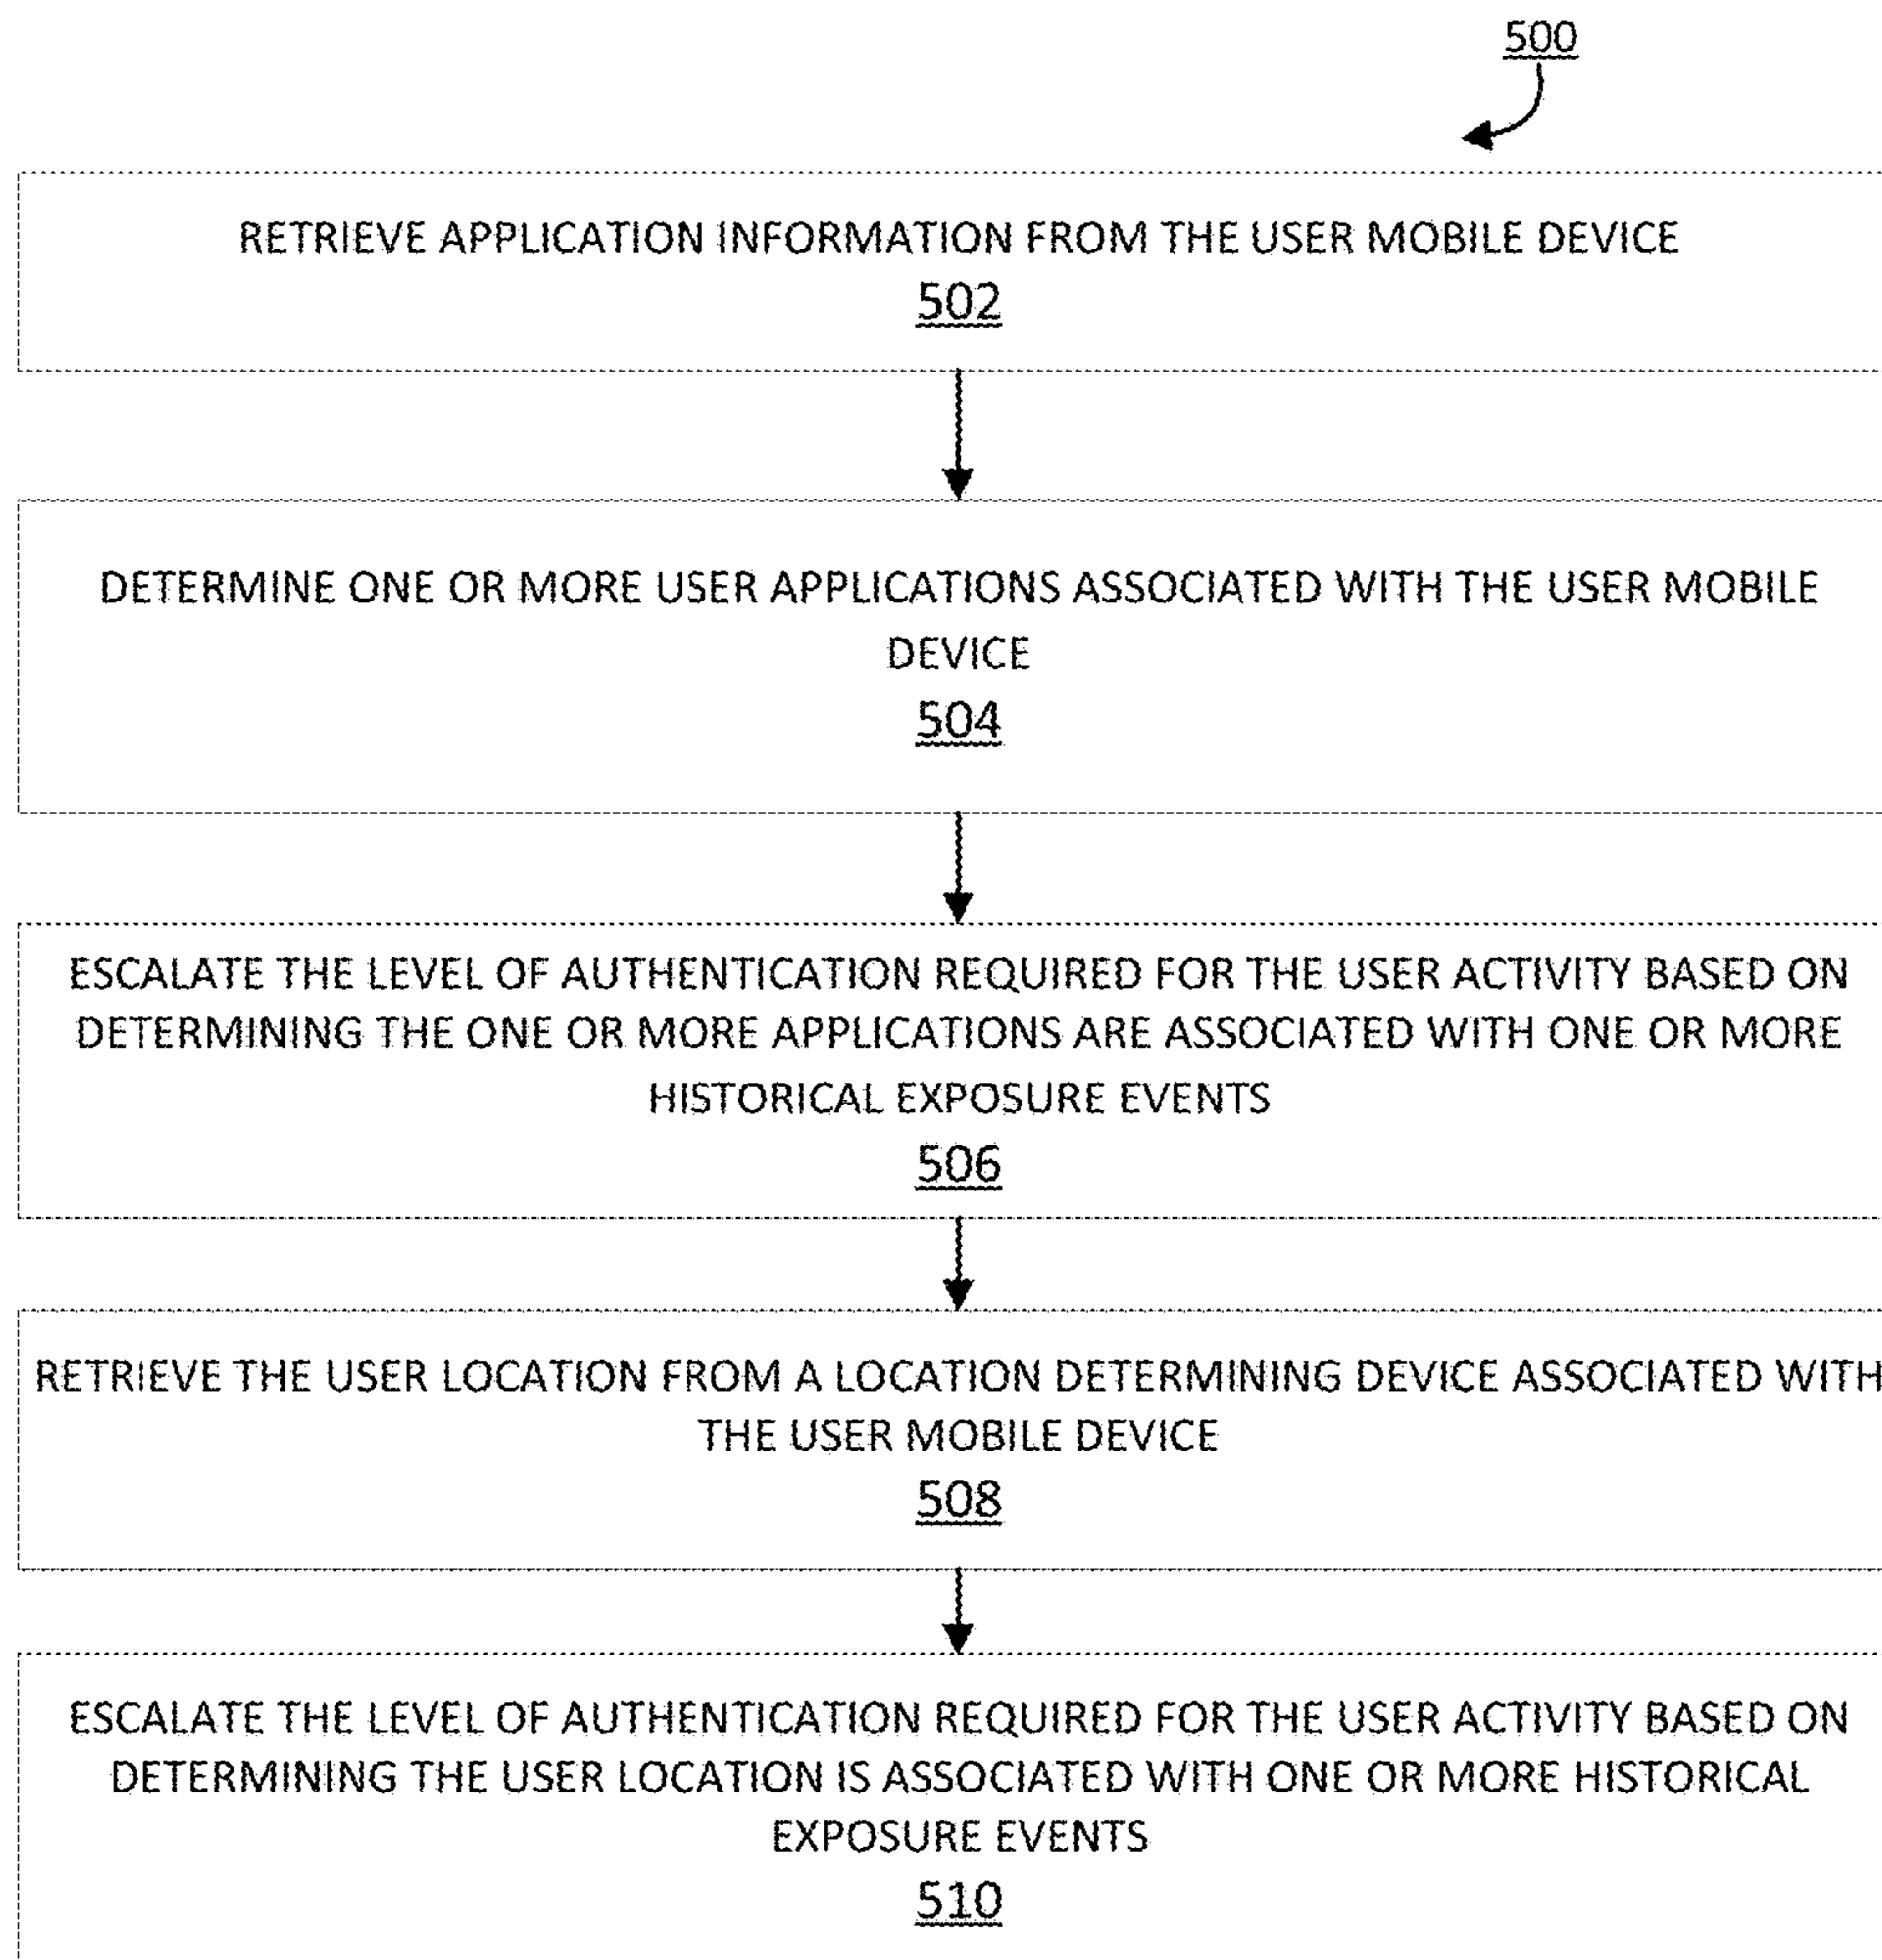 500
RETRIEVE APPLICATION INFORMATION FROM THE USER MOBILE DEVICE
502
DETERMINE ONE OR MORE USER APPLICATIONS ASSOCIATED WITH THE USER MOBILE
DEVICE
504
ESCALATE THE LEVEL OF AUTHENTICATION REQUIRED FOR THE USER ACTIVITY BASED ON
DETERMINING THE ONE OR MORE APPLICATIONS ARE ASSOCIATED WITH ONE OR MORE
HISTORICAL EXPOSURE EVENTS
506
RETRIEVE THE USER LOCATION FROM A LOCATION DETERMINING DEVICE ASSOCIATED WITH
THE USER MOBILE DEVICE
508
ESCALATE THE LEVEL OF AUTHENTICATION REQUIRED FOR THE USER ACTIVITY BASED ON
DETERMINING THE USER LOCATION IS ASSOCIATED WITH ONE OR MORE HISTORICAL
EXPOSURE EVENTS
510